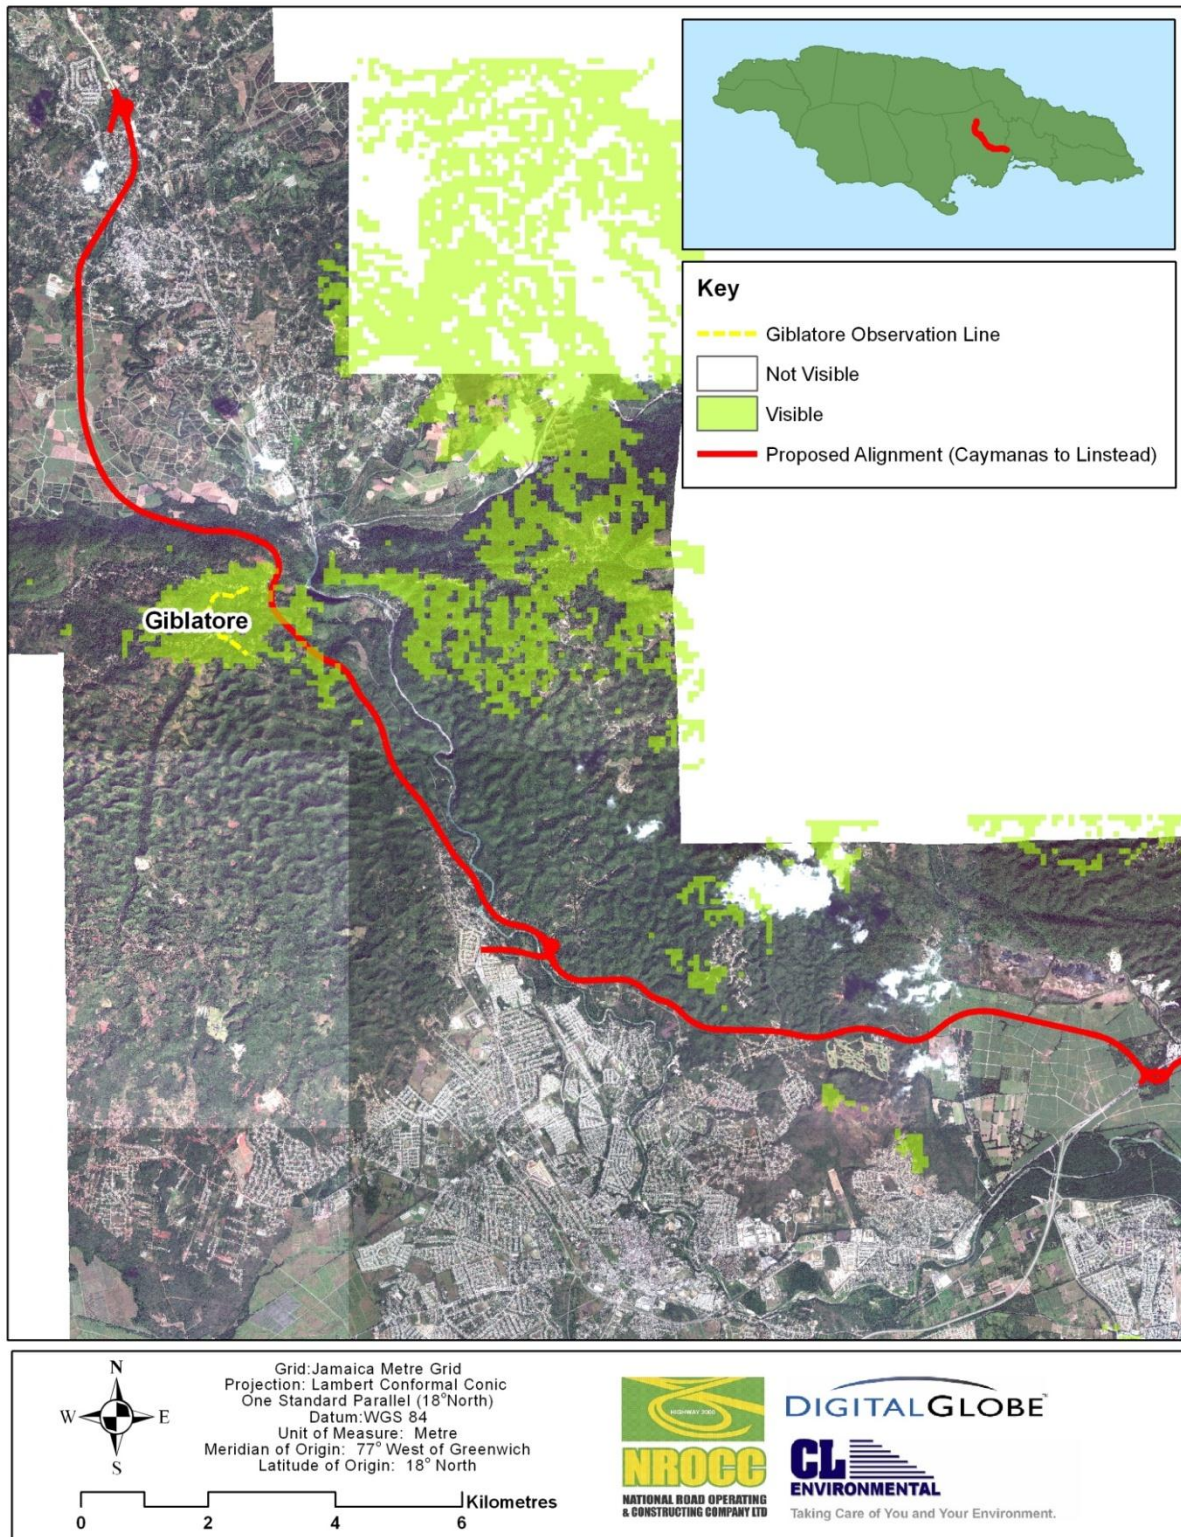 Key
Giblatore Observation Line
Not Visible
Visible
Proposed Alignment (Caymanas to Linstead)
Giblatore
N
W E
S
Grid:Jamaica Metre Grid
Projection: Lambert Conformal Conic
One Standard Parallel (18°North)
Datum:WGS 84
Unit of Measure: Metre
Meridian of Origin: 77° West of Greenwich
Latitude of Origin: 18° North
Kilometres
0 2 4 6
HIGHWAY 2000
NROCC
NATIONAL ROAD OPERATING
& CONSTRUCTING COMPANY LTD
DIGITALGLOBE™
CL
ENVIRONMENTAL
Taking Care of You and Your Environment.